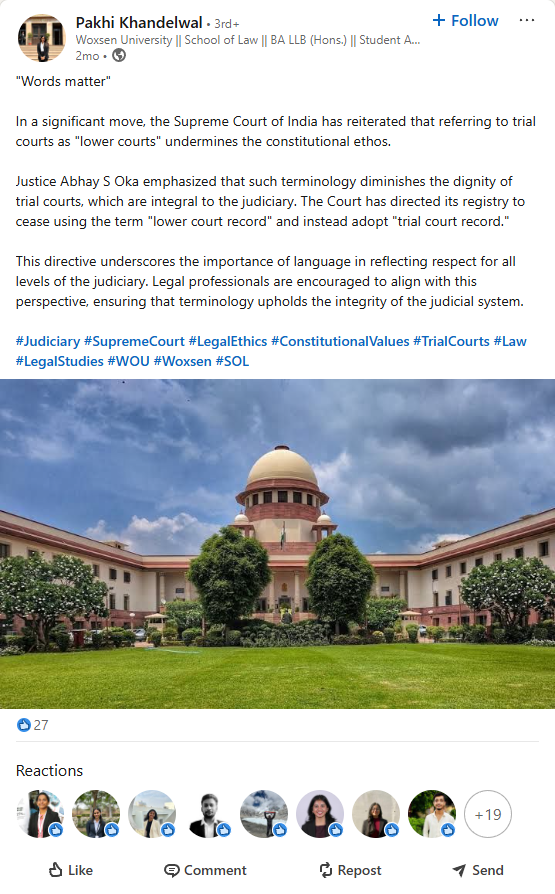 Pakhi Khandelwal • 3rd+
+ Follow
...
Woxsen University || School of Law || BA LLB (Hons.) || Student A...
2mo •
"Words matter"
In a significant move, the Supreme Court of India has reiterated that referring to trial
courts as "lower courts" undermines the constitutional ethos.
Justice Abhay S Oka emphasized that such terminology diminishes the dignity of
trial courts, which are integral to the judiciary. The Court has directed its registry to
cease using the term "lower court record" and instead adopt "trial court record."
This directive underscores the importance of language in reflecting respect for all
levels of the judiciary. Legal professionals are encouraged to align with this
perspective, ensuring that terminology upholds the integrity of the judicial system.
#Judiciary #SupremeCourt #LegalEthics #ConstitutionalValues #TrialCourts #Law
#LegalStudies #WOU #Woxsen #SOL
27
Reactions
+19
Like
Comment
Repost
Send